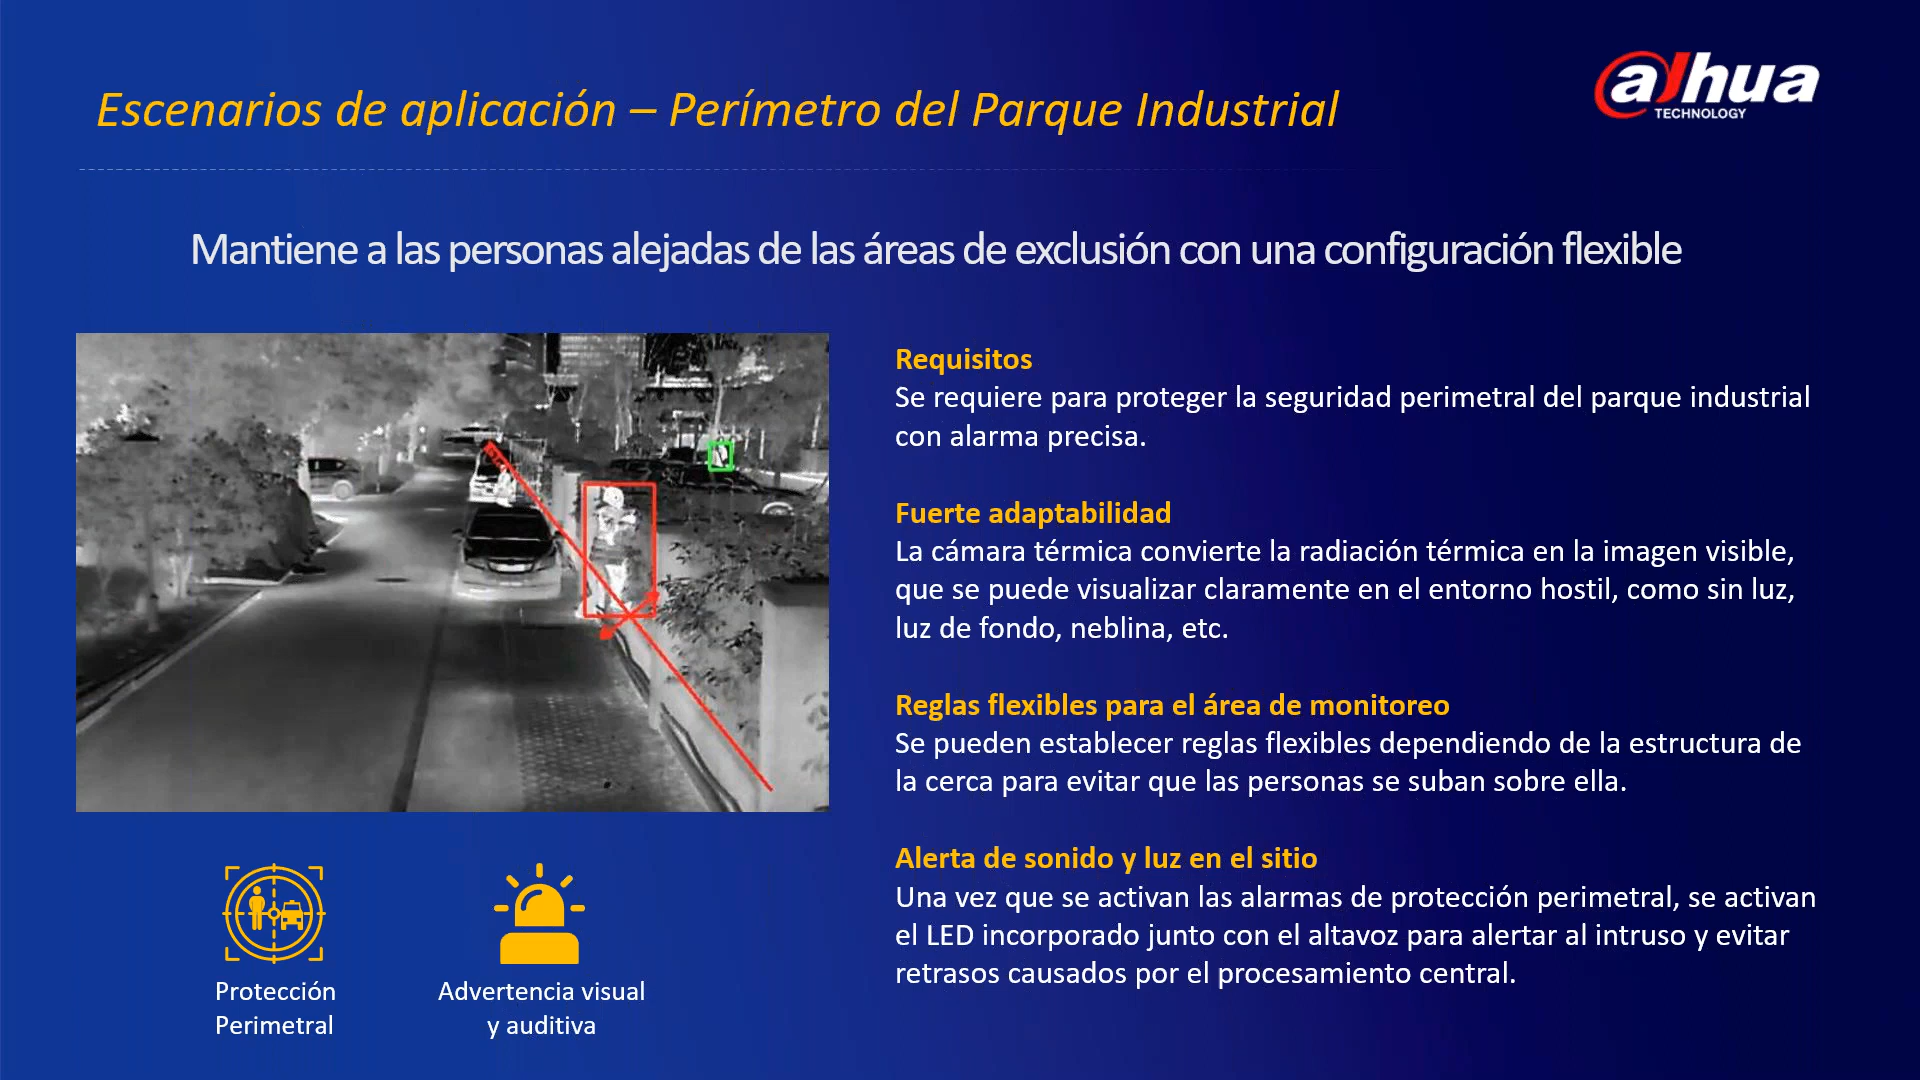 Escenarios de aplicación – Perímetro del Parque Industrial
alhua
TECHNOLOGY
Mantiene a las personas alejadas de las áreas de exclusión con una configuración flexible
Requisitos
Se requiere para proteger la seguridad perimetral del parque industrial
con alarma precisa.
Fuerte adaptabilidad
La cámara térmica convierte la radiación térmica en la imagen visible,
que se puede visualizar claramente en el entorno hostil, como sin luz,
luz de fondo, neblina, etc.
Reglas flexibles para el área de monitoreo
Se pueden establecer reglas flexibles dependiendo de la estructura de
la cerca para evitar que las personas se suban sobre ella.
Alerta de sonido y luz en el sitio
Una vez que se activan las alarmas de protección perimetral, se activan
el LED incorporado junto con el altavoz para alertar al intruso y evitar
retrasos causados por el procesamiento central.
Protección
Perimetral
Advertencia visual
y auditiva